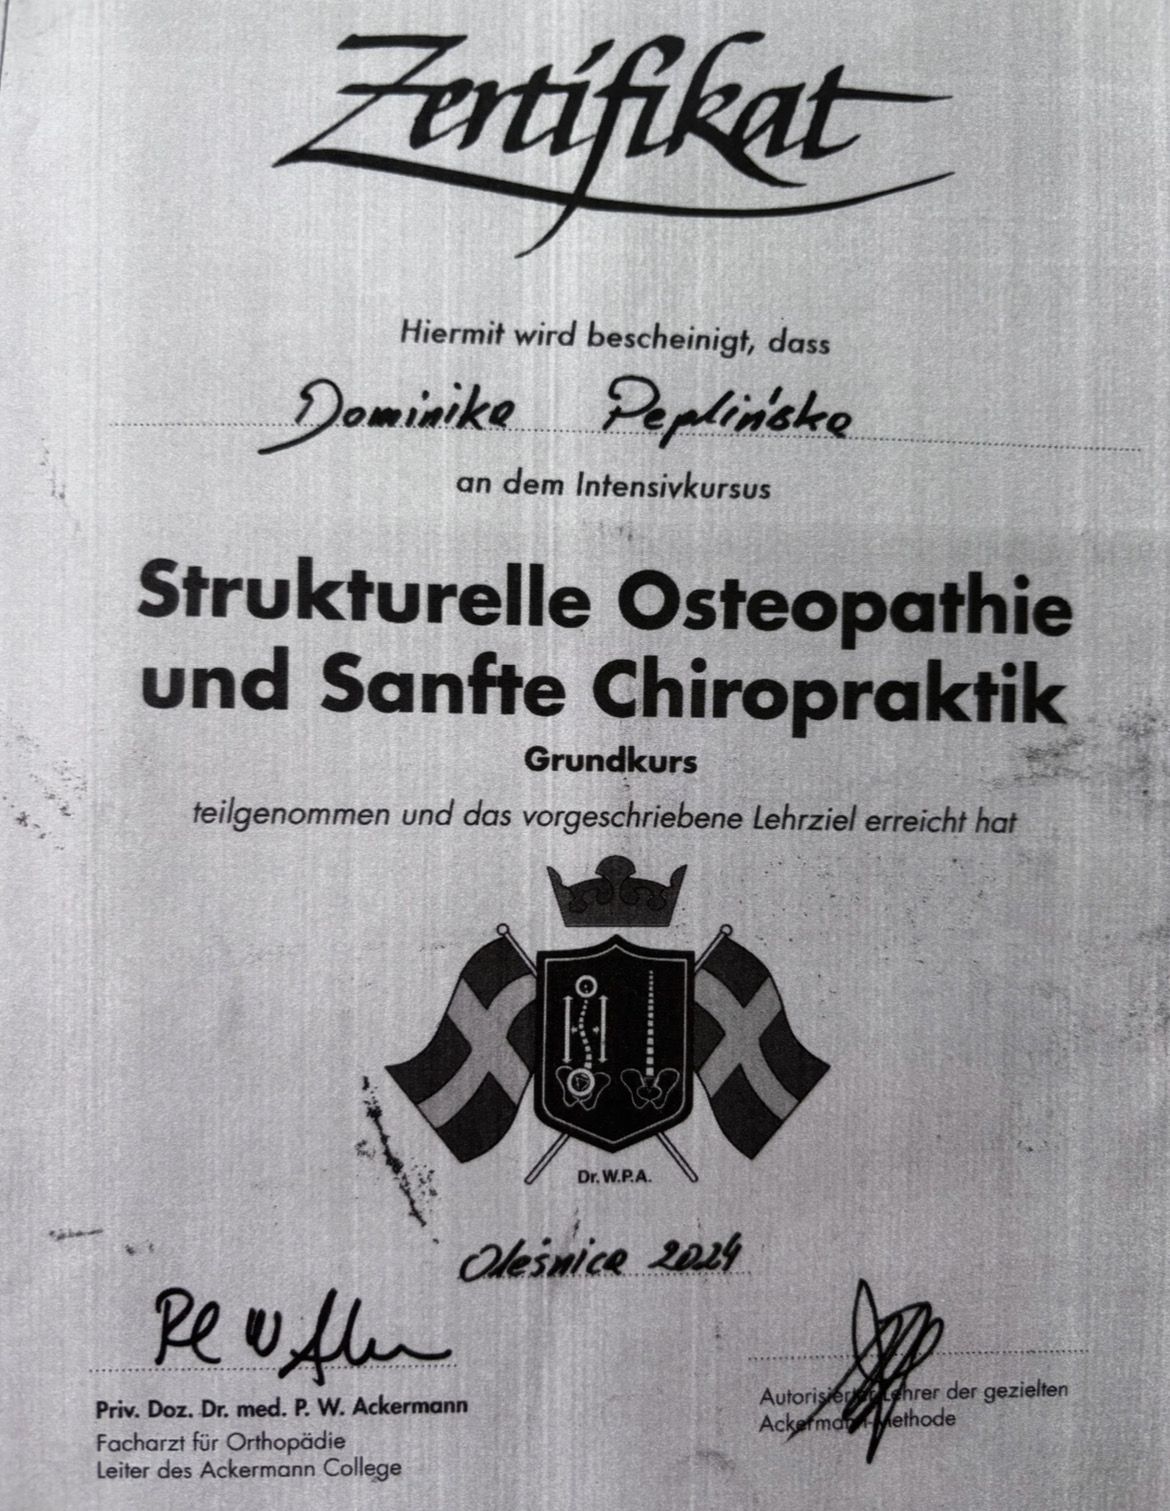 Zertifikat
Hiermit wird bescheinigt, dass
Dominika Peplińska
an dem Intensivkursus
Strukturelle Osteopathie
und Sanfte Chiropraktik
Grundkurs
teilgenommen und das vorgeschriebene Lehrziel erreicht hat
Dr. W.P.A.
Oleśnica 2024
Priv. Doz. Dr. med. P. W. Ackermann
Facharzt für Orthopädie
Leiter des Ackermann College
Autorisierter Lehrer der gezielten
Ackermann-Methode